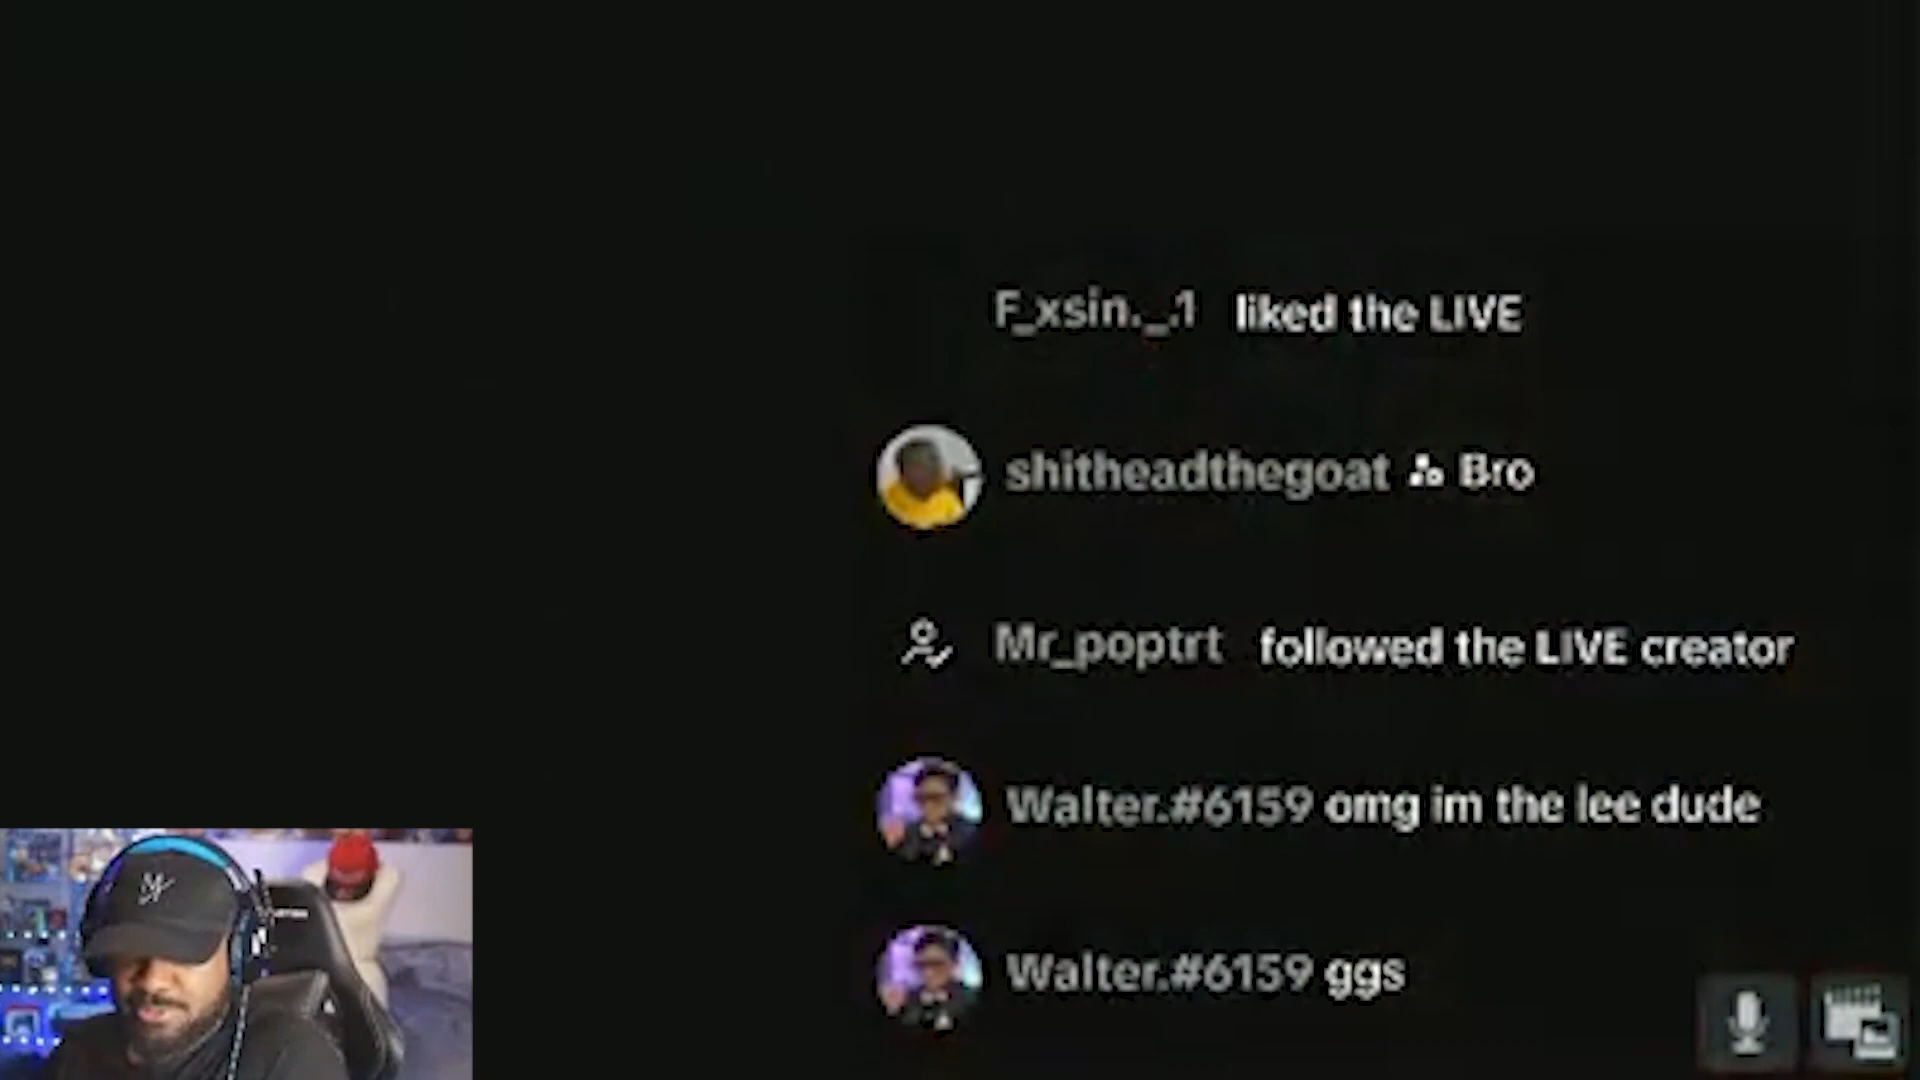 F_xsin._.1 liked the LIVE
shitheadthegoat Bro
Mr_poptrt followed the LIVE creator
Walter.#6159 omg im the lee dude
Walter.#6159 ggs